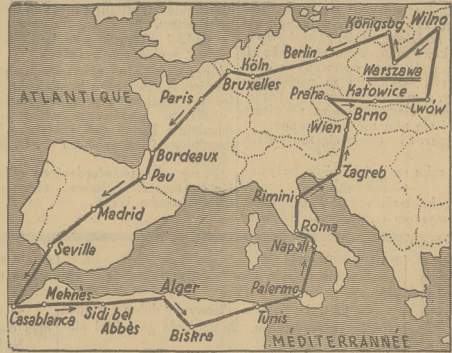 Königsbg.
Wilno
Berlin
Köln
Bruxelles
Warszawa
Praha
Katowice
Lwów
ATLANTIQUE
Paris
Brno
Wien
Bordeaux
Pau
Zagreb
Madrid
Rimini
Roma
Sevilla
Napoli
Meknès
Alger
Palermo
Casablanca
Sidi bel
Abbès
Tunis
Biskra
MÉDITERRANNÉE